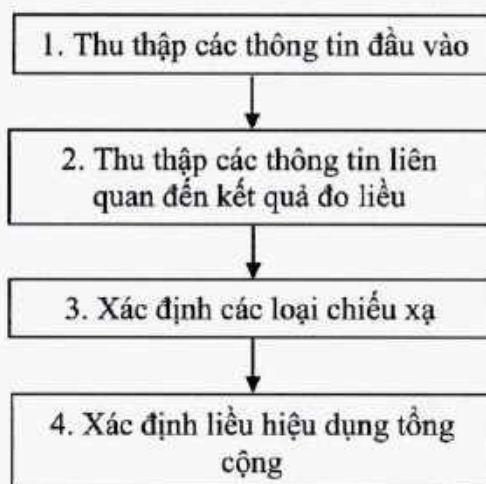 1. Thu thập các thông tin đầu vào
2. Thu thập các thông tin liên
quan đến kết quả đo liều
3. Xác định các loại chiếu xạ
4. Xác định liều hiệu dụng tổng
cộng